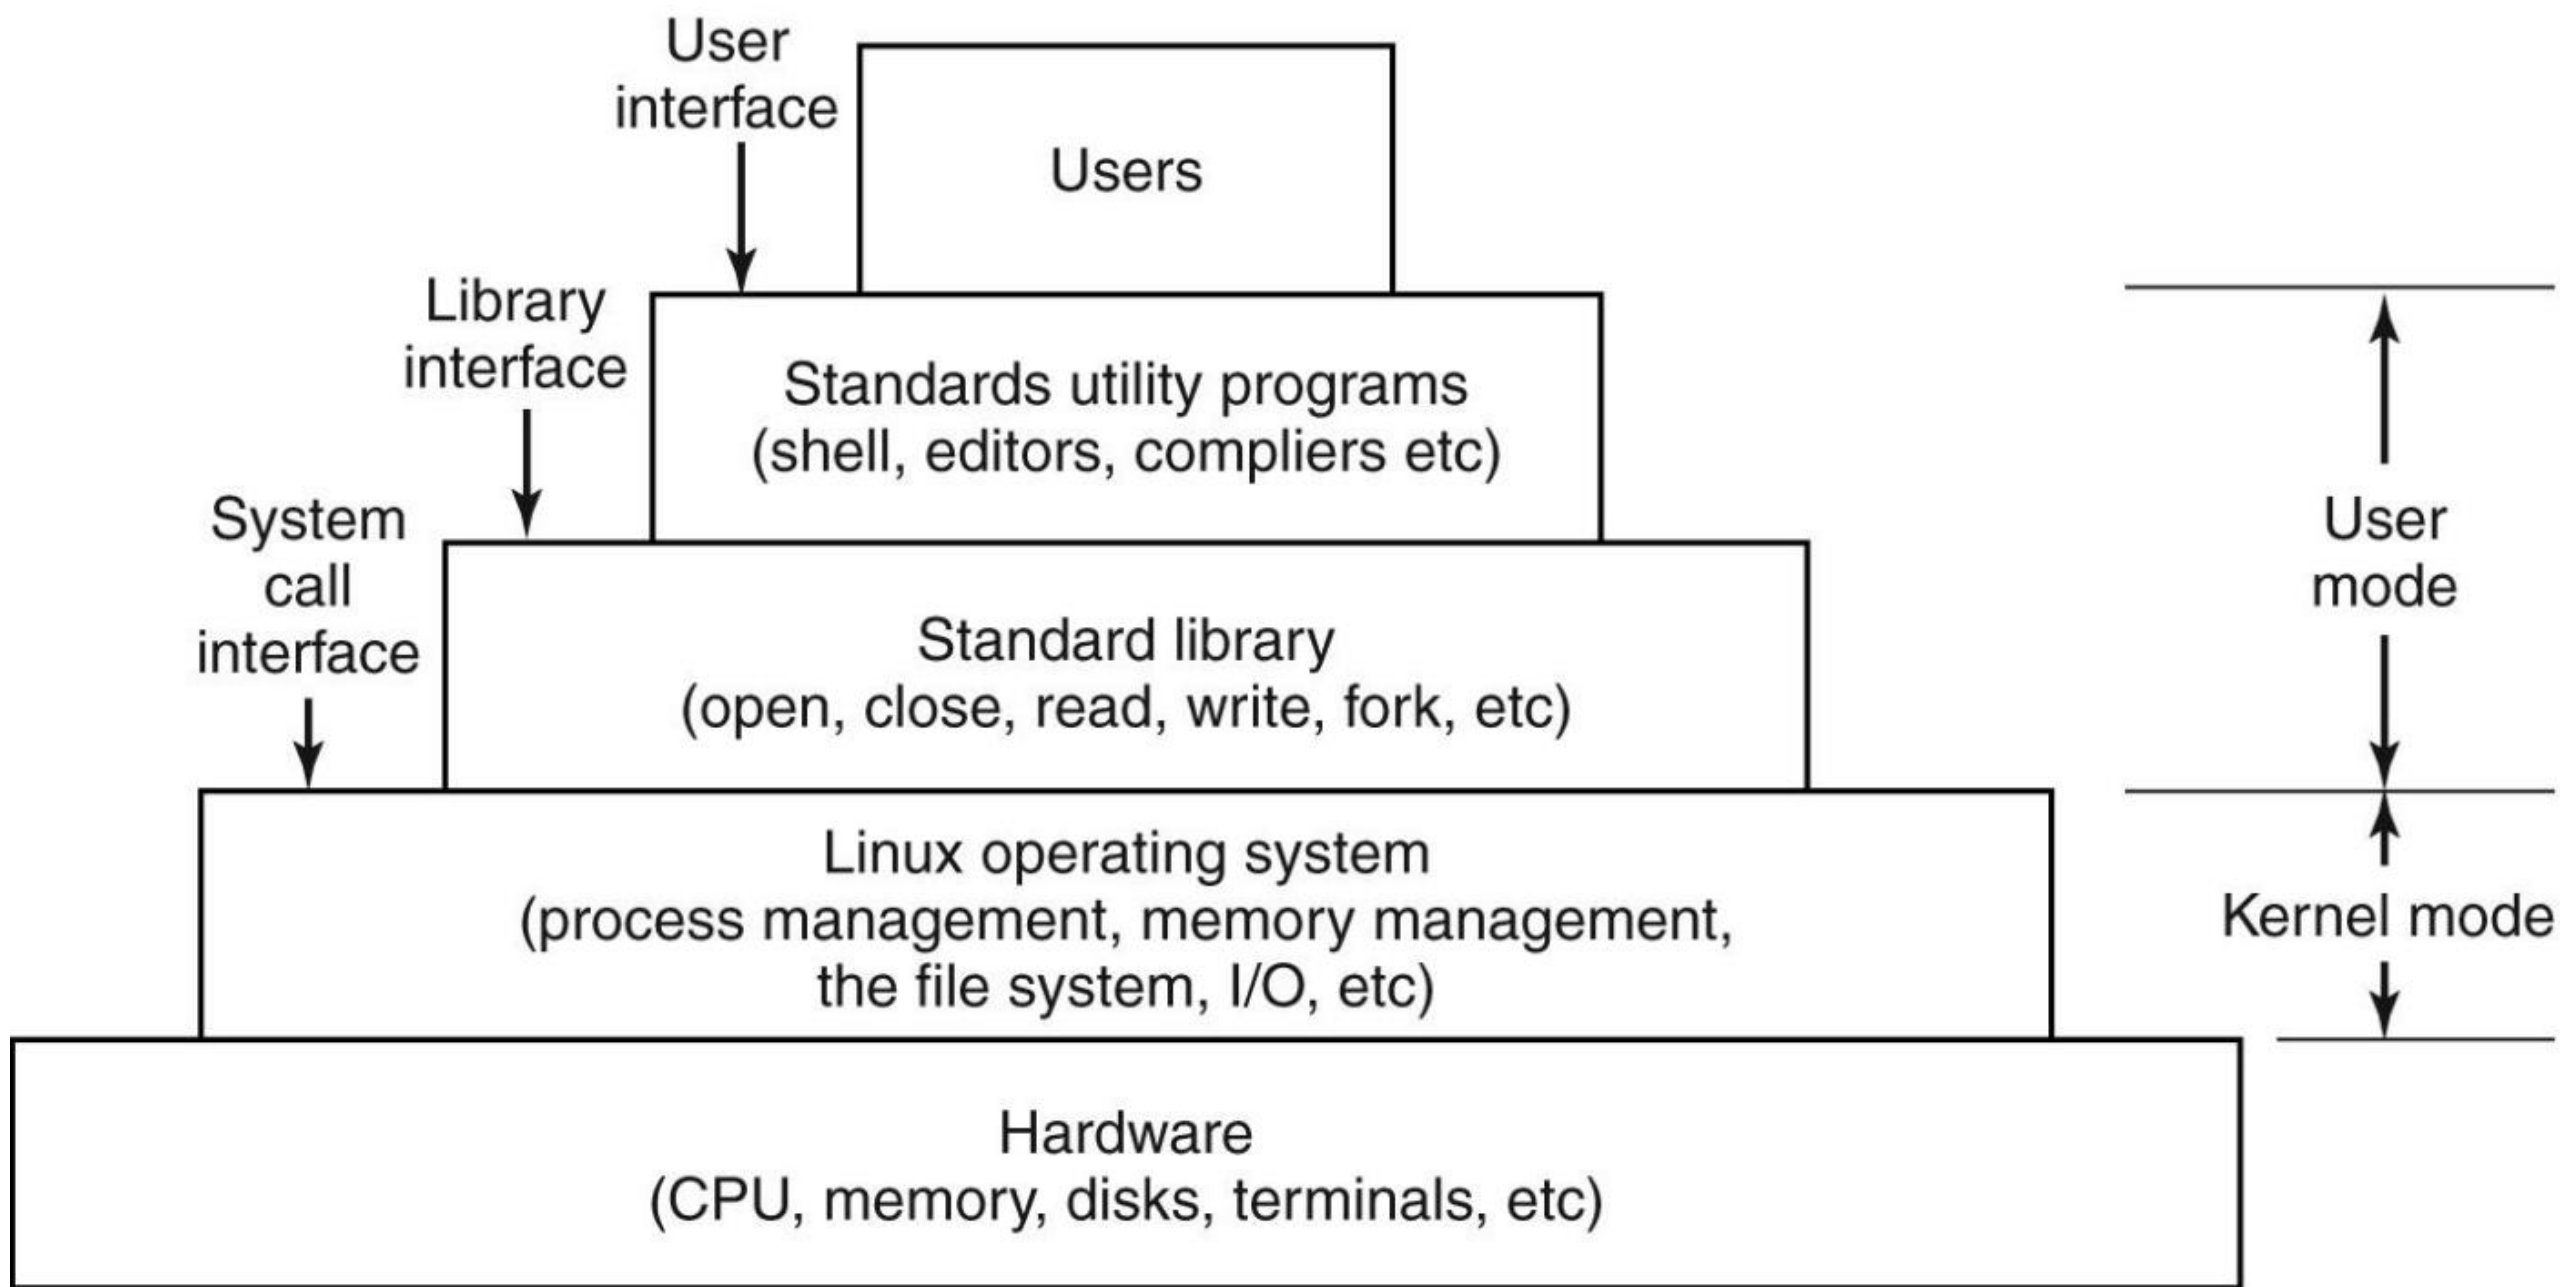 User
interface
Users
Library
interface
Standards utility programs
(shell, editors, compliers etc)
System
call
interface
User
mode
Standard library
(open, close, read, write, fork, etc)
Linux operating system
(process management, memory management,
the file system, I/O, etc)
Kernel mode
Hardware
(CPU, memory, disks, terminals, etc)